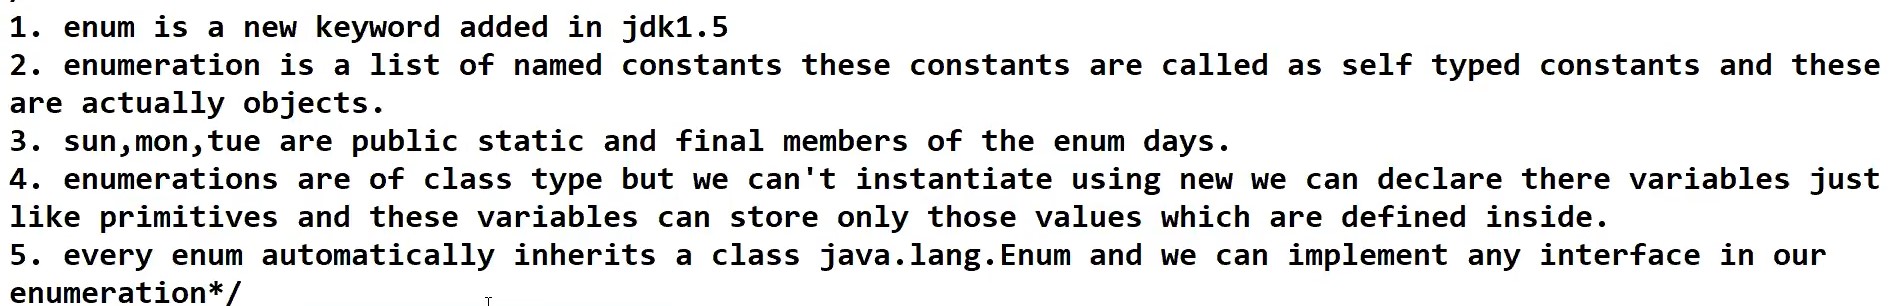 1. enum is a new keyword added in jdk1.5
2. enumeration is a list of named constants these constants are called as self typed constants and these
are actually objects.
3. sun,mon,tue are public static and final members of the enum days.
4. enumerations are of class type but we can't instantiate using new we can declare there variables just
like primitives and these variables can store only those values which are defined inside.
5. every enum automatically inherits a class java.lang.Enum and we can implement any interface in our
enumeration*/